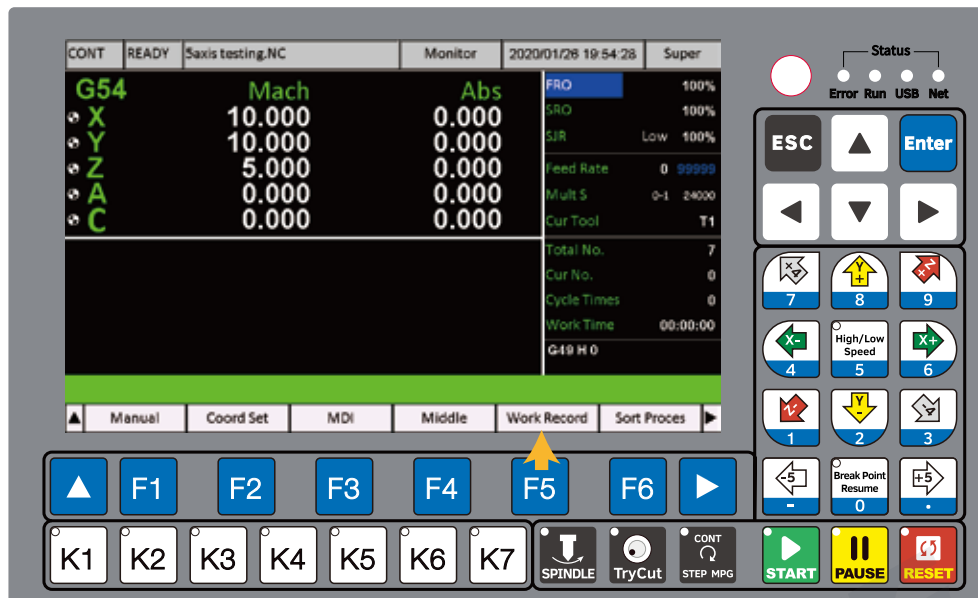 CONT READY 5axis testing.NC Monitor 2020/01/26 19:54:28 Super
G54 Mach Abs
X 10.000 0.000
Y 10.000 0.000
Z 5.000 0.000
A 0.000 0.000
C 0.000 0.000
FRO 100%
SRO 100%
SJR Low 100%
Feed Rate 0 99999
Mult S 0-1 24000
Cur Tool T1
Total No. 7
Cur No. 0
Cycle Times 0
Work Time 00:00:00
G49 H 0
Manual Coord Set MDI Middle Work Record Sort Proces
F1 F2 F3 F4 F5 F6
K1 K2 K3 K4 K5 K6 K7
SPINDLE
TryCut
CONT
STEP MPG
Status
Error Run USB Net
ESC Enter
X4
7
Y+
8
Z+
9
X-
4
High/Low
Speed
5
X+
6
Z-
1
Y-
2
4
3
-5
-
Break Point
Resume
0
+5
.
START PAUSE RESET